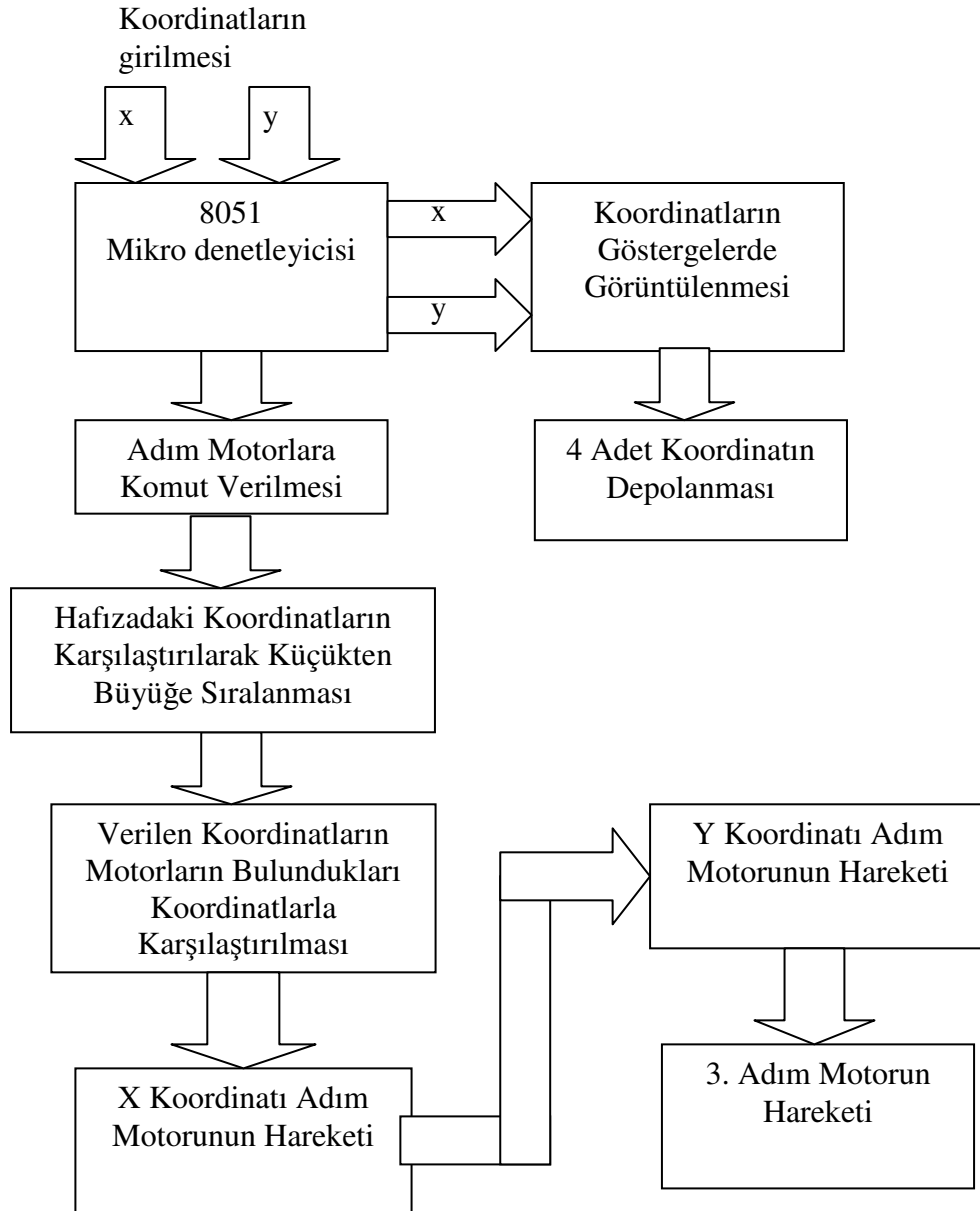 Koordinatların
girilmesi
x
y
8051
Mikro denetleyicisi
x
y
Koordinatların
Göstergelerde
Görüntülenmesi
Adım Motorlara
Komut Verilmesi
4 Adet Koordinatın
Depolanması
Hafızadaki Koordinatların
Karşılaştırılarak Küçükten
Büyüğe Sıralanması
Verilen Koordinatların
Motorların Bulundukları
Koordinatlarla
Karşılaştırılması
X Koordinatı Adım
Motorunun Hareketi
Y Koordinatı Adım
Motorunun Hareketi
3. Adım Motorun
Hareketi